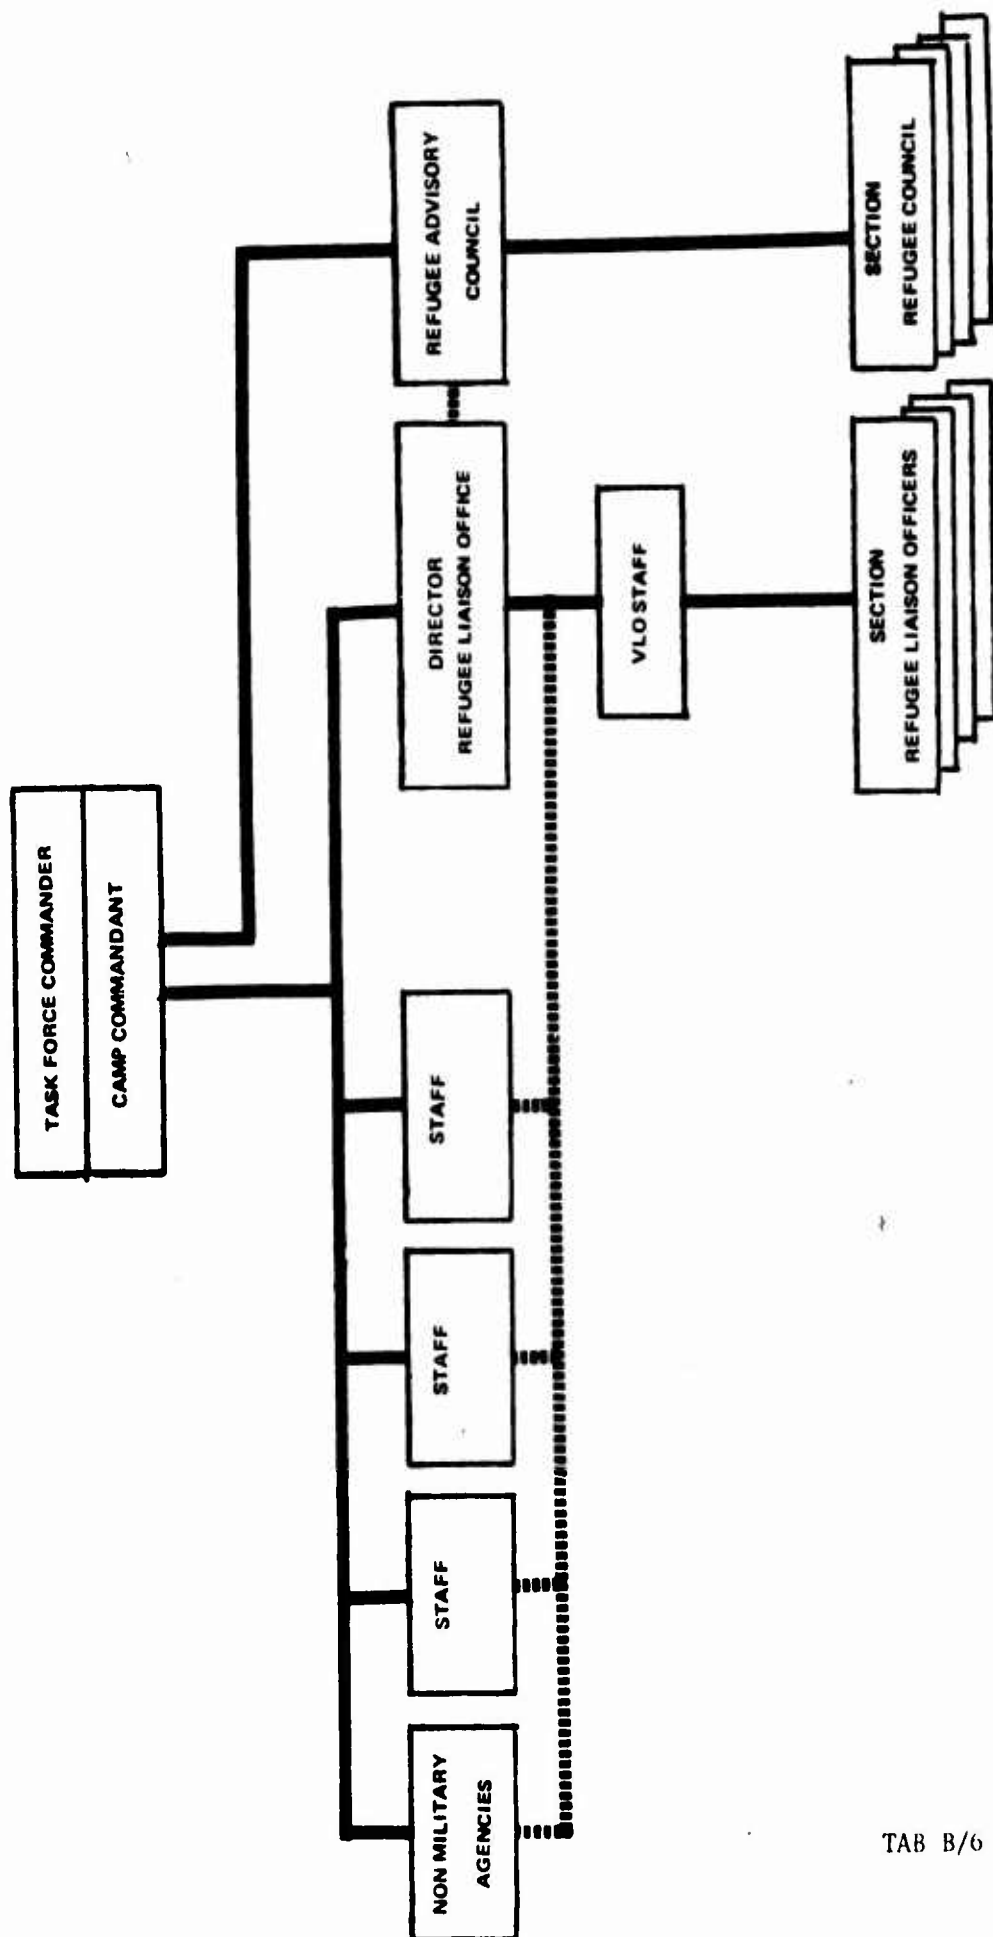 TASK FORCE COMMANDER
CAMP COMMANDANT
NON MILITARY
AGENCIES
STAFF
STAFF
STAFF
DIRECTOR
REFUGEE LIAISON OFFICE
REFUGEE ADVISORY
COUNCIL
VLO STAFF
SECTION
REFUGEE LIAISON OFFICERS
SECTION
REFUGEE COUNCIL
TAB B/6